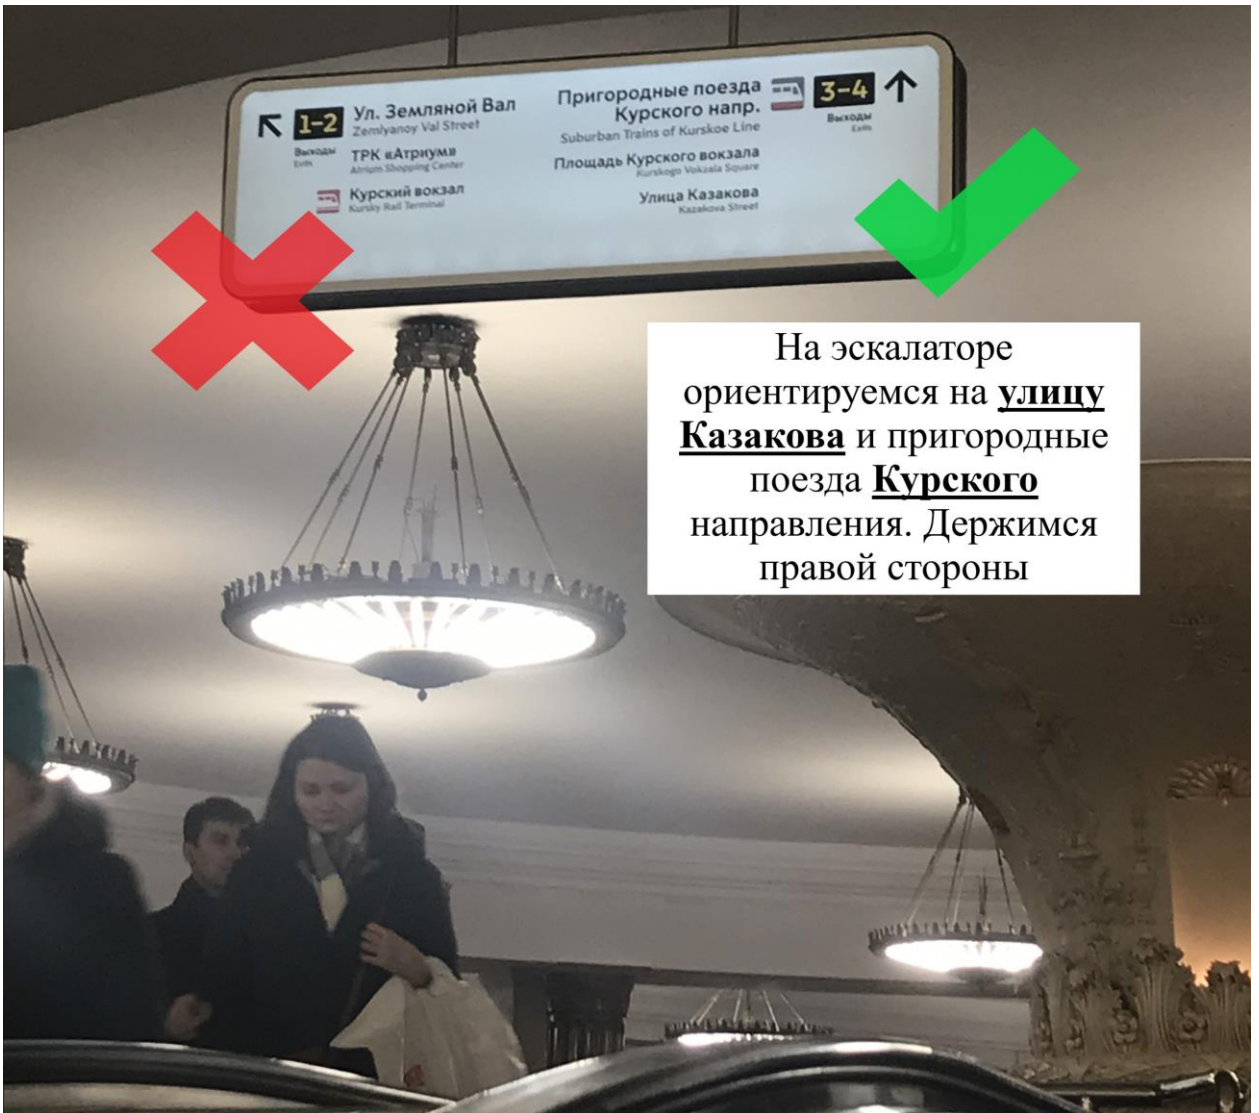 1-2
Выходы
Exits
Ул. Земляной Вал
Zemlyanoy Val Street
ТРК «Атриум»
Atrium Shopping Center
Курский вокзал
Kursky Rail Terminal
Пригородные поезда
Курского напр.
Suburban Trains of Kurskoe Line
Площадь Курского вокзала
Kurskogo Vokzala Square
Улица Казакова
Kazakova Street
3-4
Выходы
Exits
На эскалаторе
ориентируемся на улицу
Казакова и пригородные
поезда Курского
направления. Держимся
правой стороны